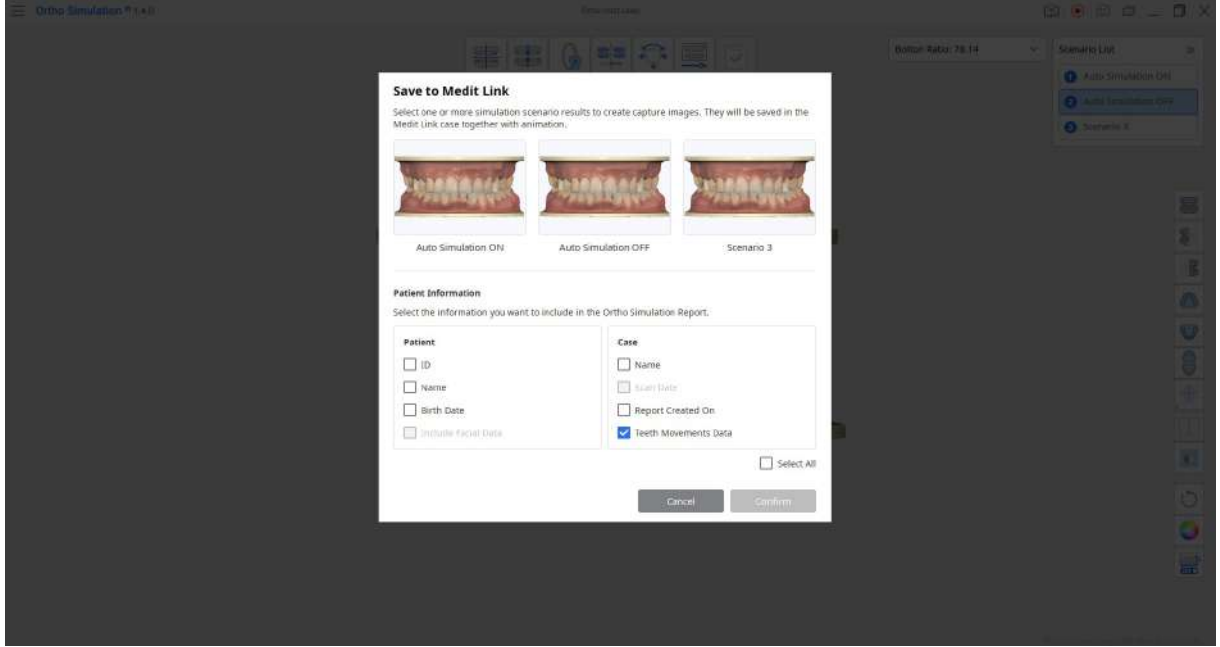 Ortho Simulation
Bolton Ratio: 78.14
Scenario List
1 Auto Simulation ON
2 Auto Simulation OFF
3 Scenario 3
Save to Medit Link
Select one or more simulation scenario results to create capture images. They will be saved in the
Medit Link case together with animation.
Auto Simulation ON
Auto Simulation OFF
Scenario 3
Patient Information
Select the information you want to include in the Ortho Simulation Report.
Patient
ID
Name
Birth Date
Include Facial Data
Case
Name
Scan Date
Report Created On
Teeth Movements Data
Select All
Cancel
Confirm